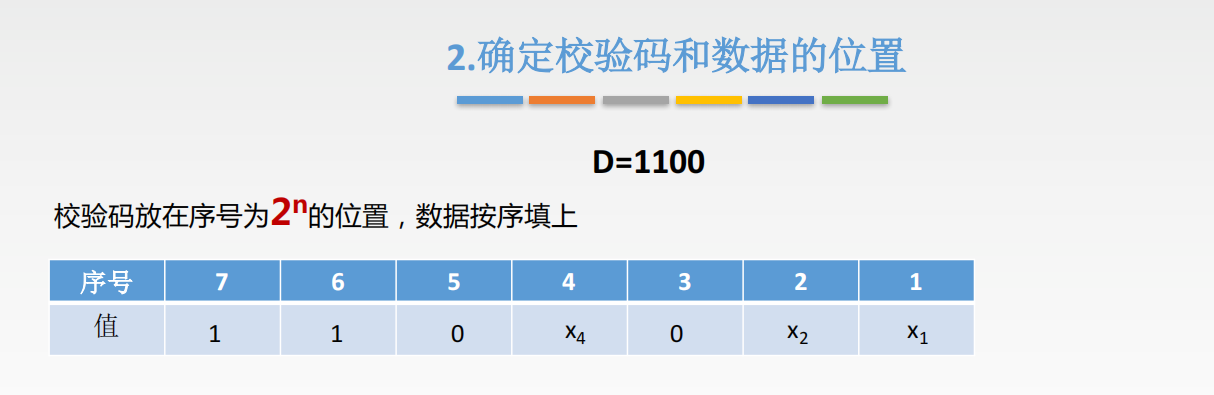 2.确定校验码和数据的位置
D=1100
校验码放在序号为2ⁿ的位置，数据按序填上
序号 7 6 5 4 3 2 1
值 1 1 0 x₄ 0 x₂ x₁